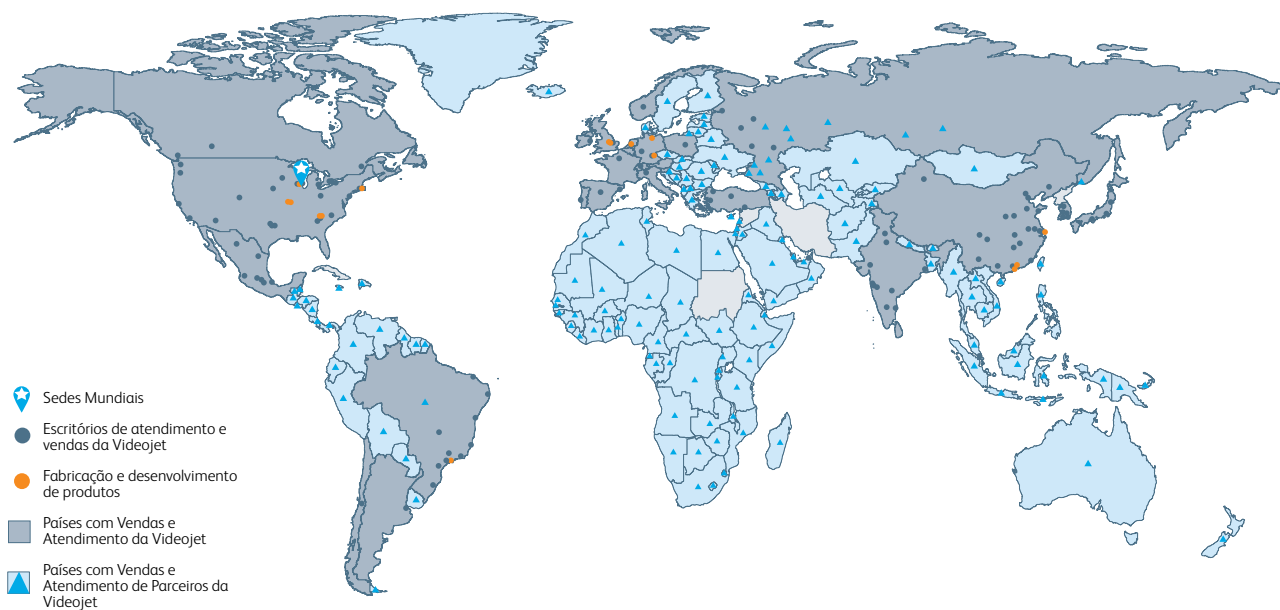 Sedes Mundiais
Escritórios de atendimento e
vendas da Videojet
Fabricação e desenvolvimento
de produtos
Países com Vendas e
Atendimento da Videojet
Países com Vendas e
Atendimento de Parceiros da
Videojet